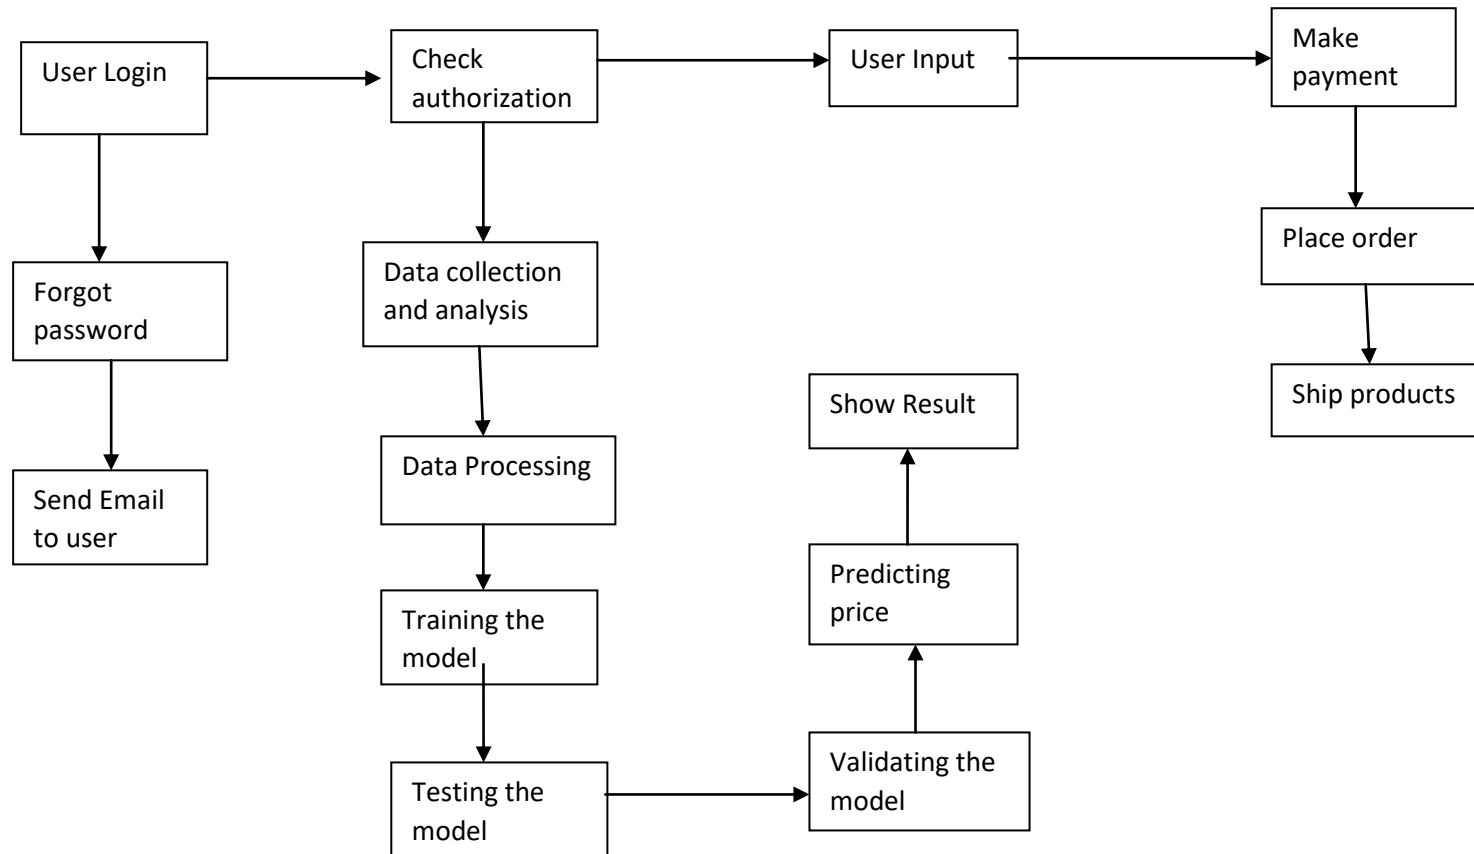 User Login
Check
authorization
User Input
Make
payment
Forgot
password
Send Email
to user
Data collection
and analysis
Data Processing
Training the
model
Testing the
model
Show Result
Predicting
price
Validating the
model
Place order
Ship products